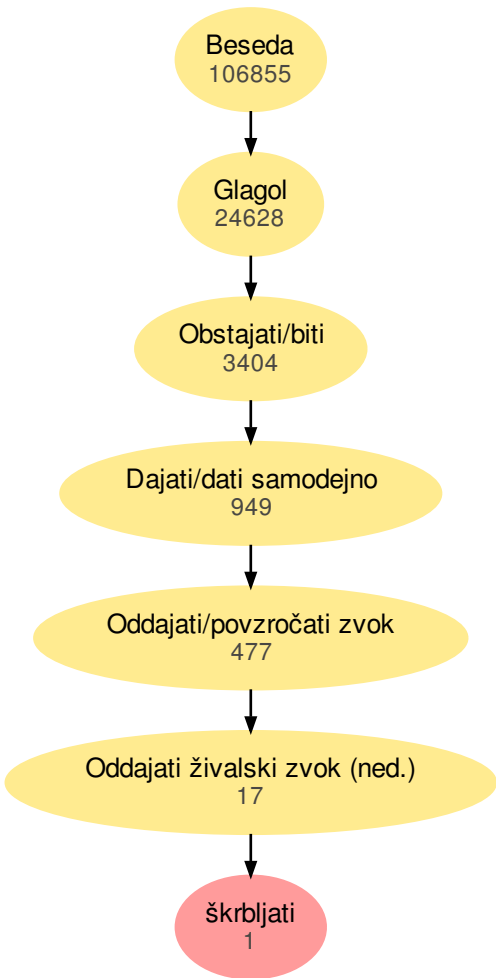 Beseda
106855
Glagol
24628
Obstajati/biti
3404
Dajati/dati samodejno
949
Oddajati/povzročati zvok
477
Oddajati živalski zvok (ned.)
17
škrbljati
1